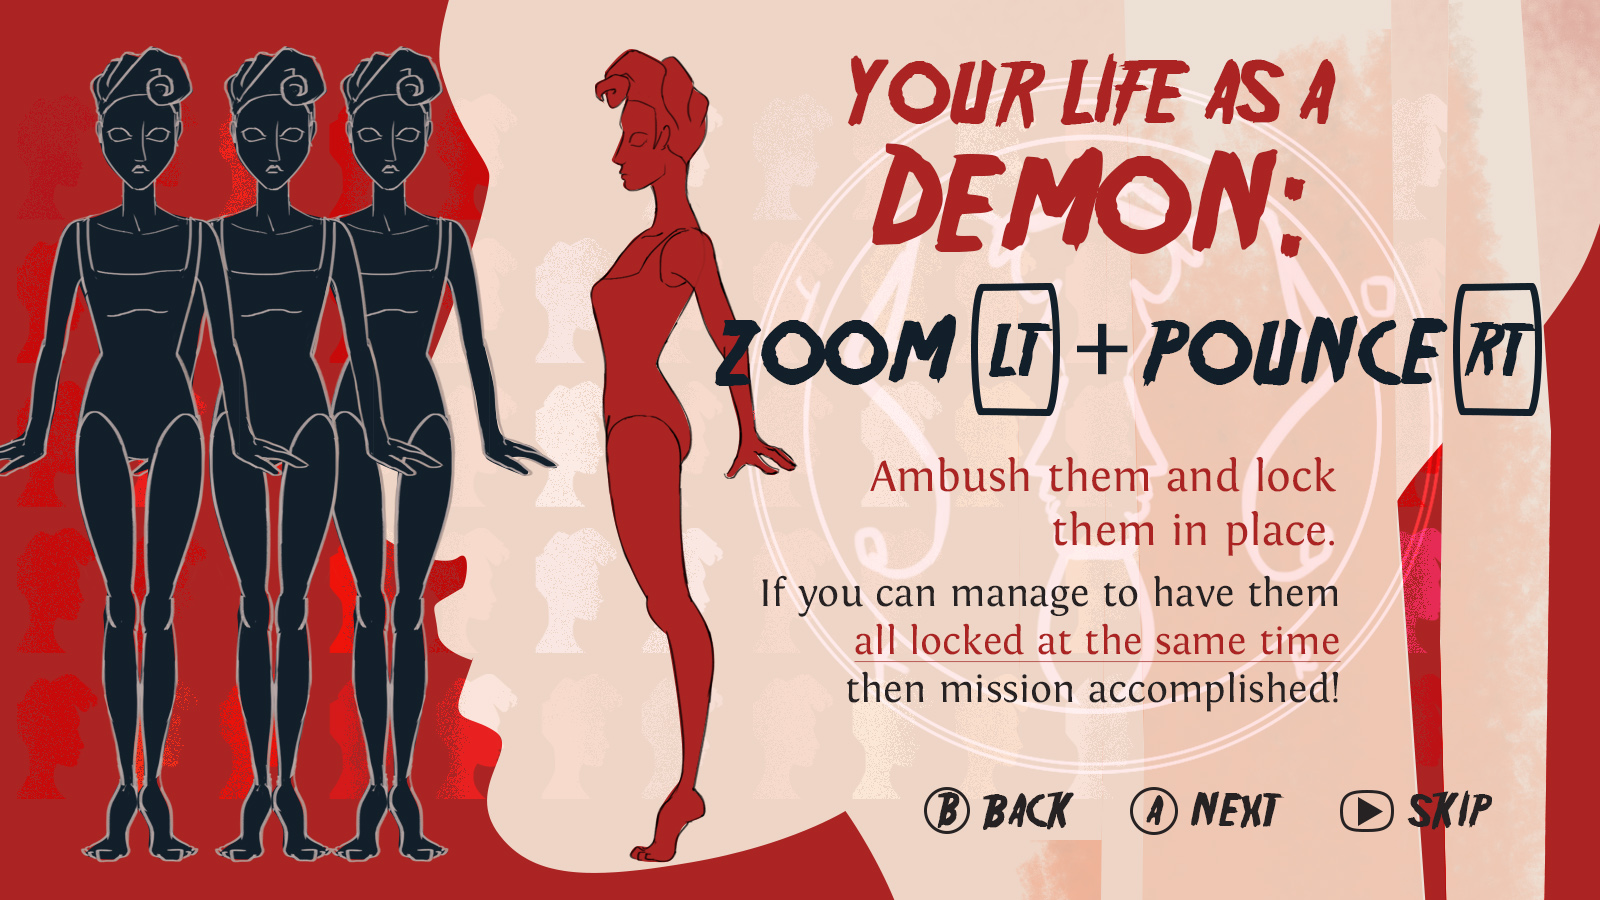 YOUR LIFE AS A
DEMON:
ZOOM LT + POUNCE RT
Ambush them and lock
them in place.
If you can manage to have them
all locked at the same time
then mission accomplished!
B BACK A NEXT SKIP